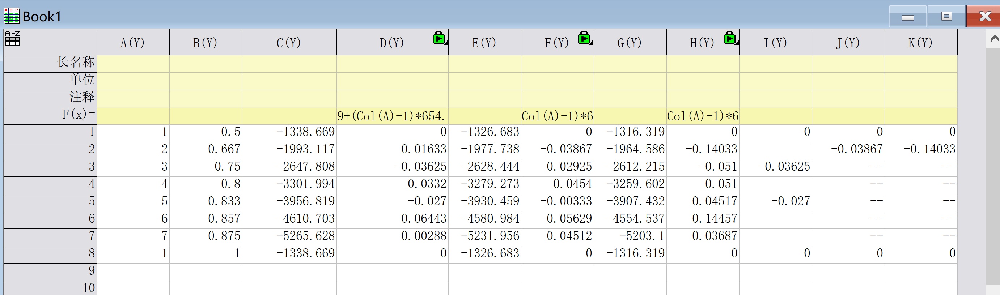 Book1
A(Y) B(Y) C(Y) D(Y) E(Y) F(Y) G(Y) H(Y) I(Y) J(Y) K(Y)
长名称
单位
注释
F(x)= 9+(Col(A)-1)*654. Col(A)-1)*6 Col(A)-1)*6
1 1 0.5 -1338.669 0 -1326.683 0 -1316.319 0 0 0 0
2 2 0.667 -1993.117 0.01633 -1977.738 -0.03867 -1964.586 -0.14033 -0.03867 -0.14033
3 3 0.75 -2647.808 -0.03625 -2628.444 0.02925 -2612.215 -0.051 -0.03625 -- --
4 4 0.8 -3301.994 0.0332 -3279.273 0.0454 -3259.602 0.051 -- --
5 5 0.833 -3956.819 -0.027 -3930.459 -0.00333 -3907.432 0.04517 -0.027 -- --
6 6 0.857 -4610.703 0.06443 -4580.984 0.05629 -4554.537 0.14457 -- --
7 7 0.875 -5265.628 0.00288 -5231.956 0.04512 -5203.1 0.03687 -- --
8 1 1 -1338.669 0 -1326.683 0 -1316.319 0 0 0 0
9
10